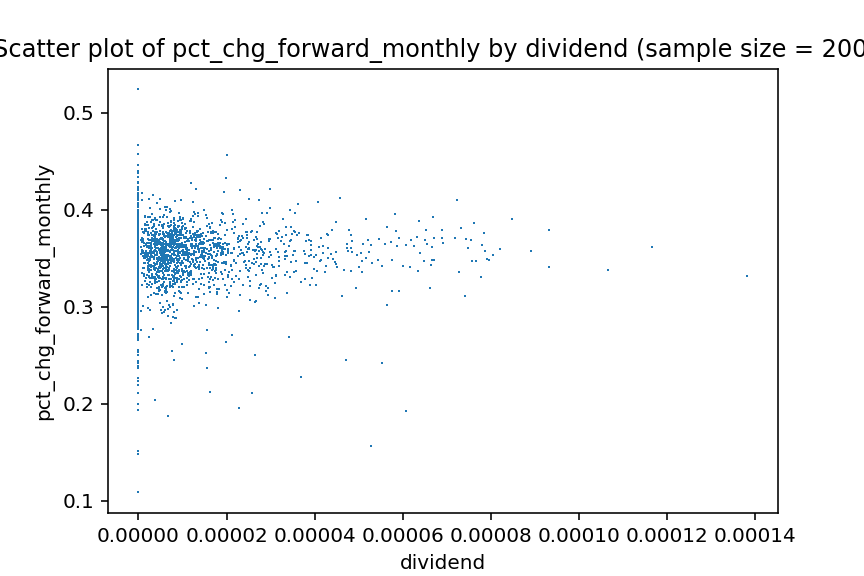 Scatter plot of pct_chg_forward_monthly by dividend (sample size = 200
0.5
0.4
0.3
0.2
0.1
pct_chg_forward_monthly
0.00000 0.00002 0.00004 0.00006 0.00008 0.00010 0.00012 0.00014
dividend